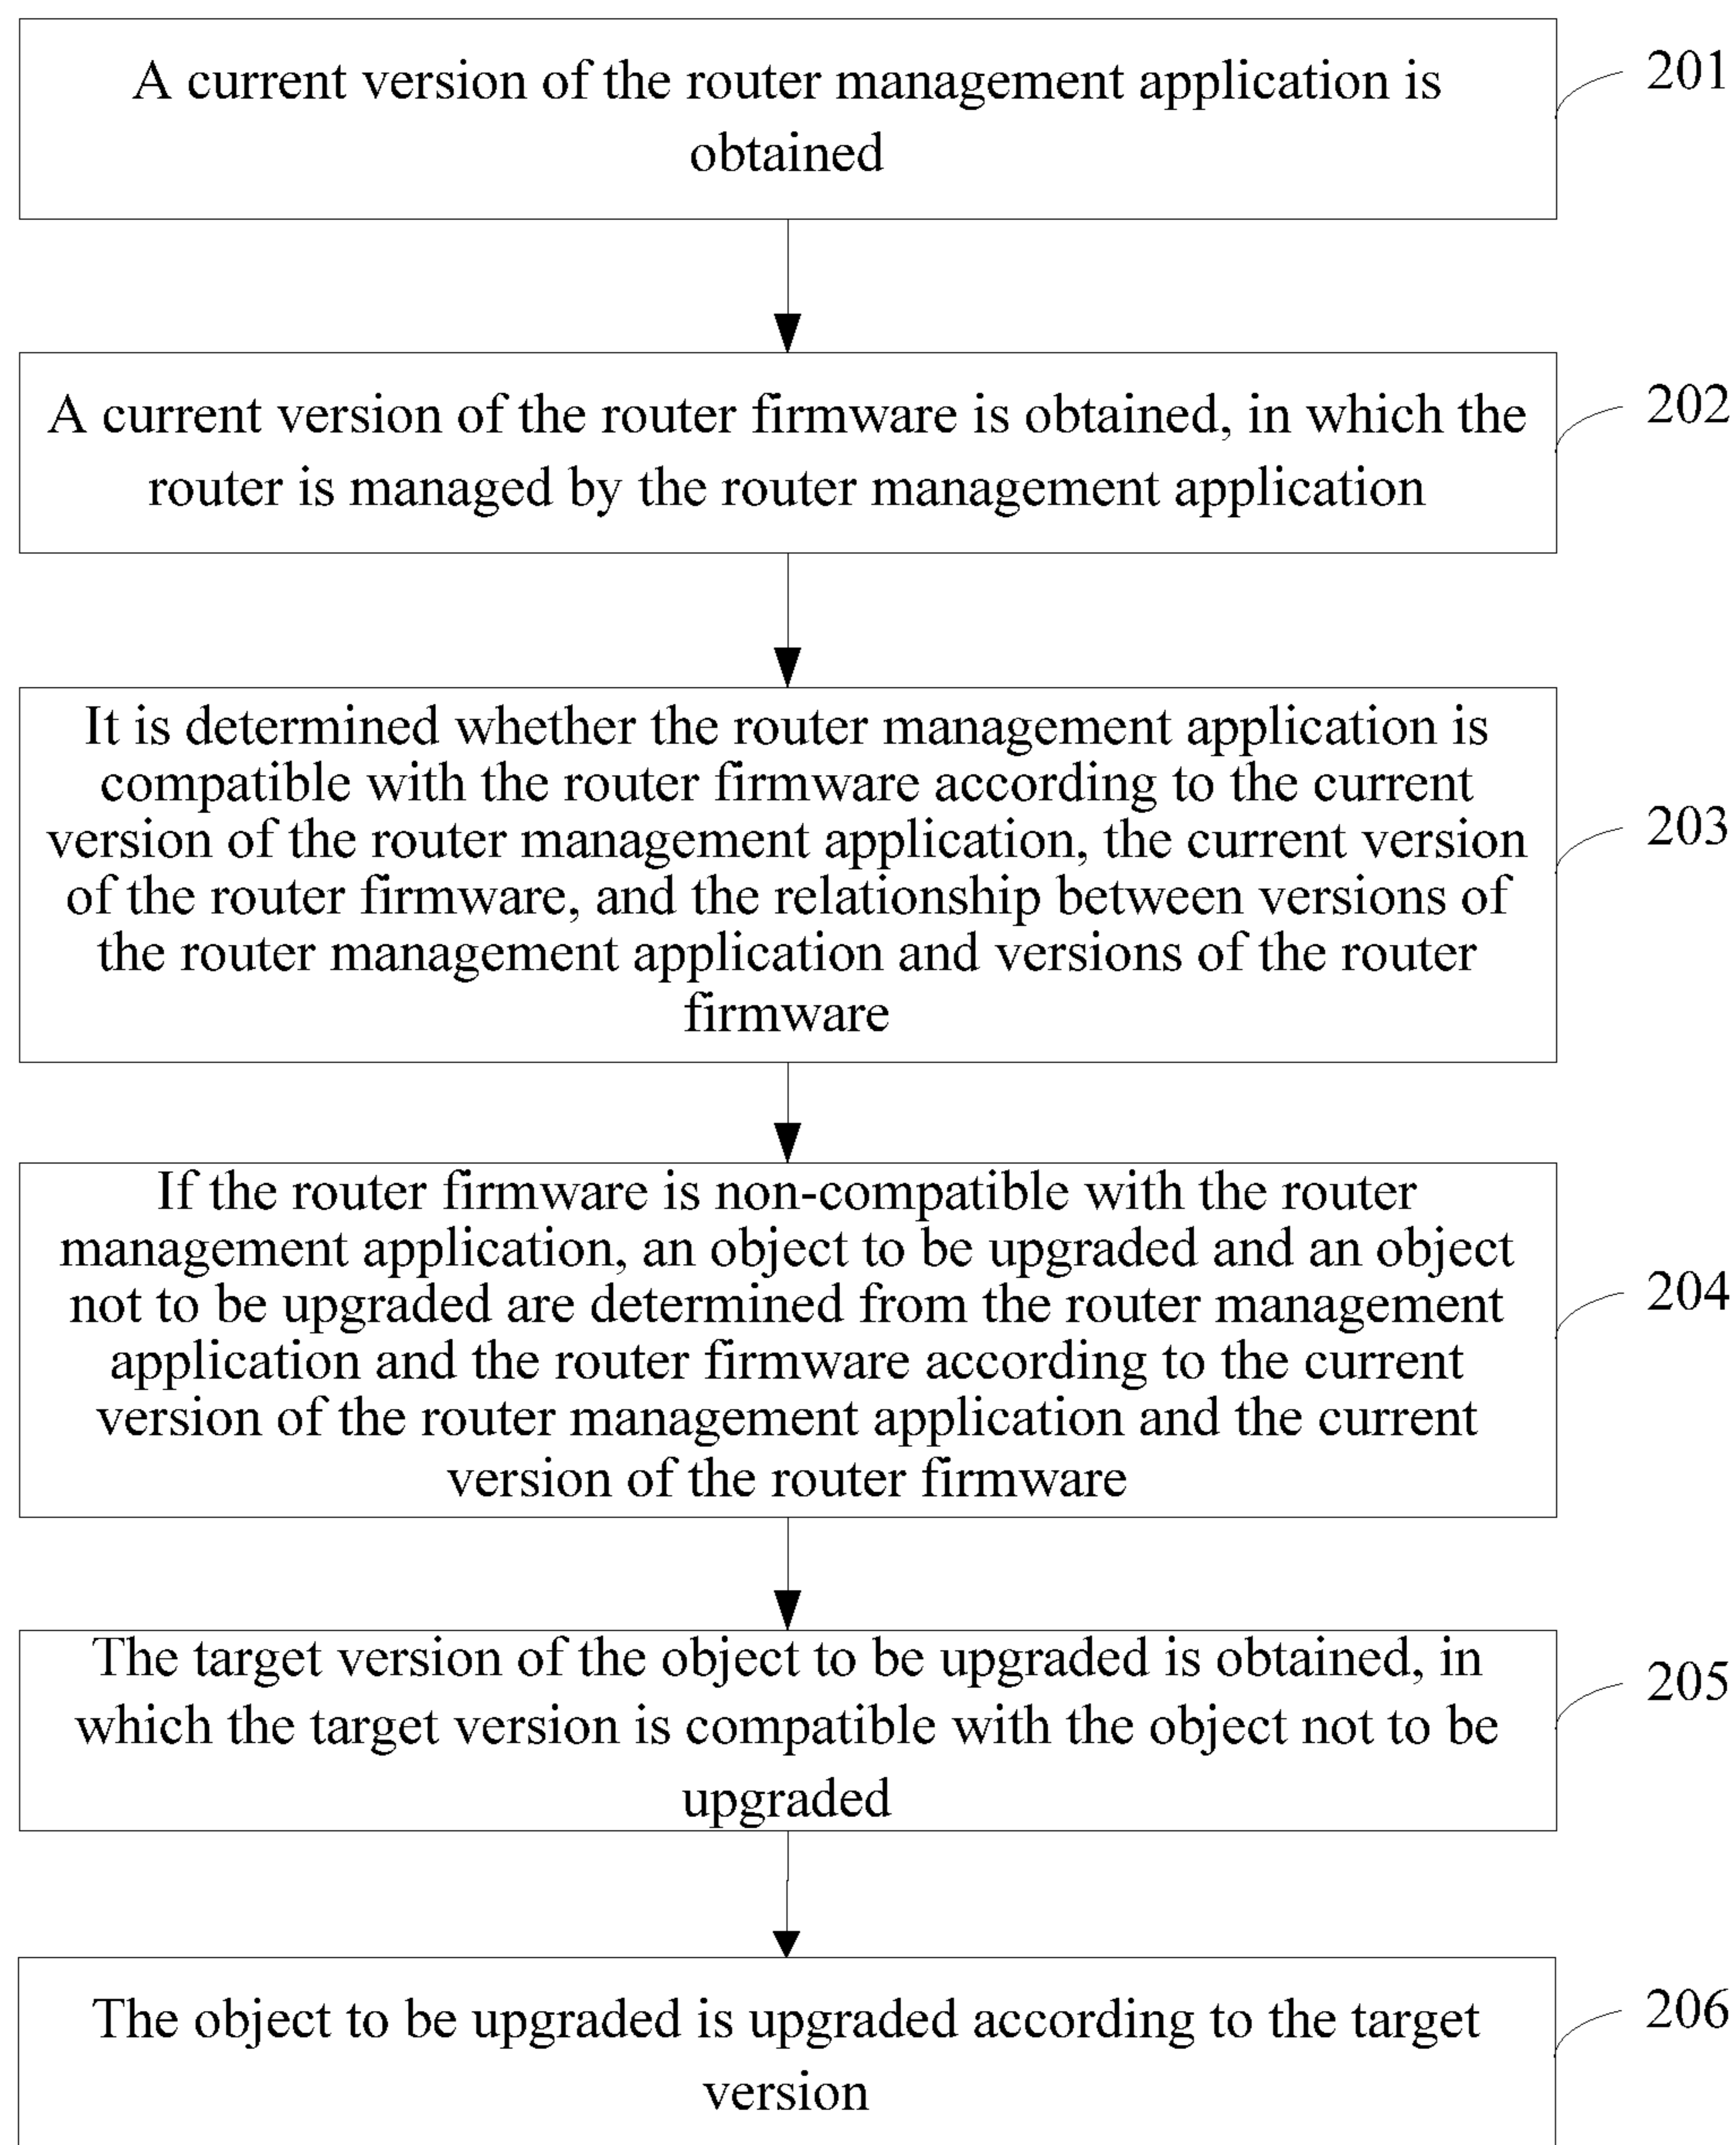 A current version of the router management application is
obtained
201
A current version of the router firmware is obtained, in which the
router is managed by the router management application
202
It is determined whether the router management application is
compatible with the router firmware according to the current
version of the router management application, the current version
of the router firmware, and the relationship between versions of
the router management application and versions of the router
firmware
203
If the router firmware is non-compatible with the router
management application, an object to be upgraded and an object
not to be upgraded are determined from the router management
application and the router firmware according to the current
version of the router management application and the current
version of the router firmware
204
The target version of the object to be upgraded is obtained, in
which the target version is compatible with the object not to be
upgraded
205
The object to be upgraded is upgraded according to the target
version
206